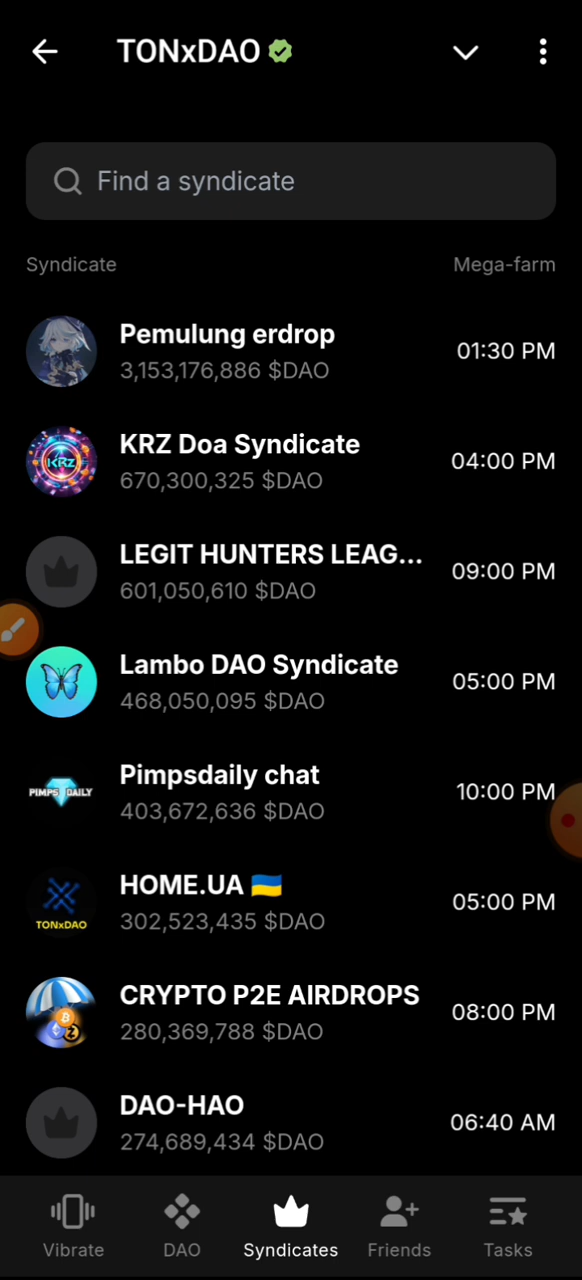 TONxDAO
Find a syndicate
Syndicate Mega-farm
Pemulung erdrop
3,153,176,886 $DAO
01:30 PM
KRZ
KRZ Doa Syndicate
670,300,325 $DAO
04:00 PM
LEGIT HUNTERS LEAG...
601,050,610 $DAO
09:00 PM
Lambo DAO Syndicate
468,050,095 $DAO
05:00 PM
PIMPS DAILY
Pimpsdaily chat
403,672,636 $DAO
10:00 PM
TONxDAO
HOME.UA 🇺🇦
302,523,435 $DAO
05:00 PM
CRYPTO P2E AIRDROPS
280,369,788 $DAO
08:00 PM
DAO-HAO
274,689,434 $DAO
06:40 AM
Vibrate DAO Syndicates Friends Tasks